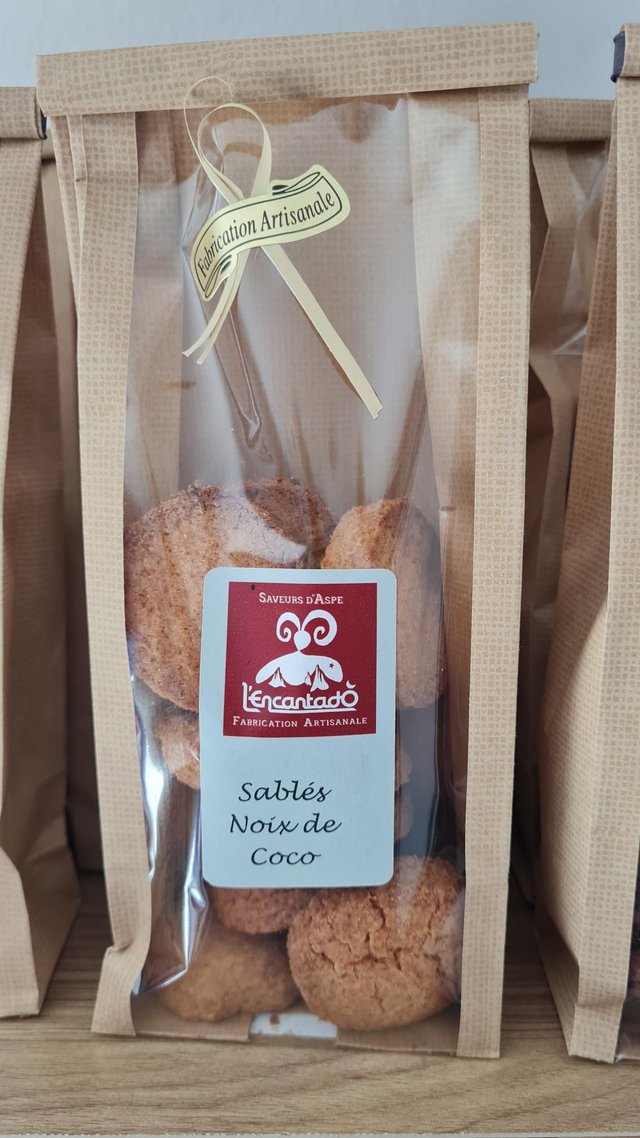 Fabrication Artisanale
SAVEURS D'ASPE
L'EncantadÒ
FABRICATION ARTISANALE
Sablés
Noix de
Coco